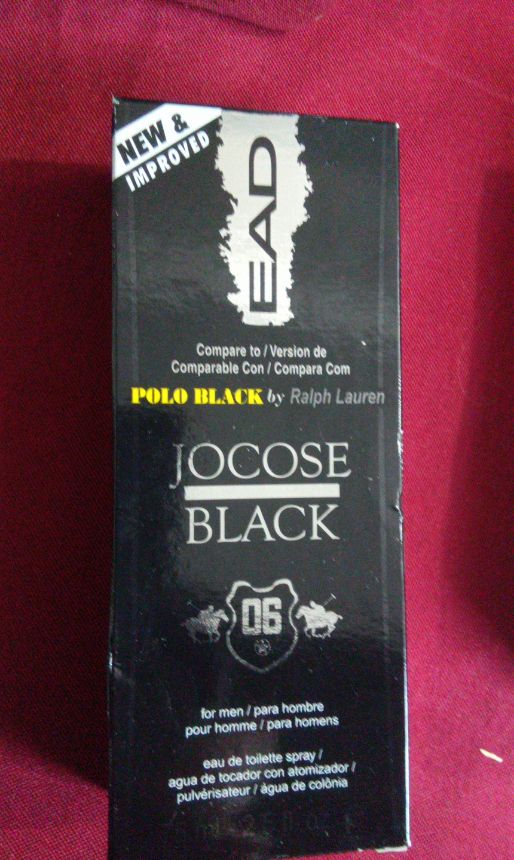 NEW &
IMPROVED
EAD
Compare to / Version de
Comparable Con / Compara Com
POLO BLACK by Ralph Lauren
JOCOSE
BLACK
06
for men / para hombre
pour homme / para homens
eau de toilette spray /
agua de tocador con atomizador /
pulvérisateur / água de colônia